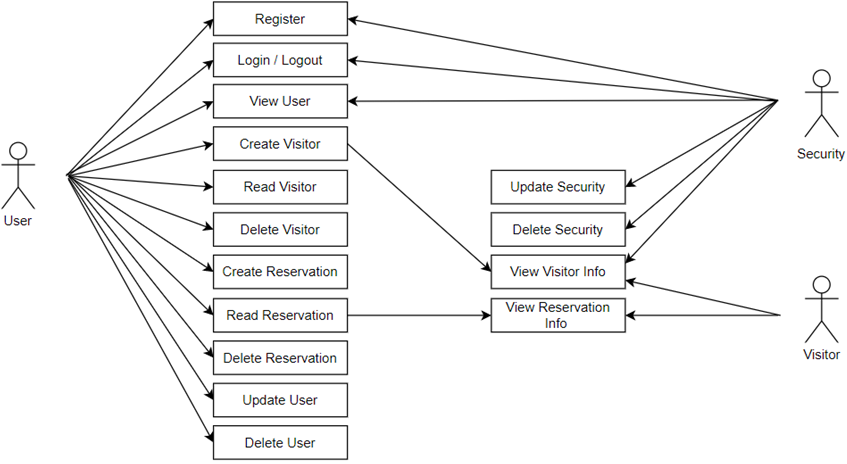 Register
Login / Logout
View User
Create Visitor
Read Visitor
Delete Visitor
Create Reservation
Read Reservation
Delete Reservation
Update User
Delete User
User
Update Security
Delete Security
View Visitor Info
View Reservation
Info
Security
Visitor